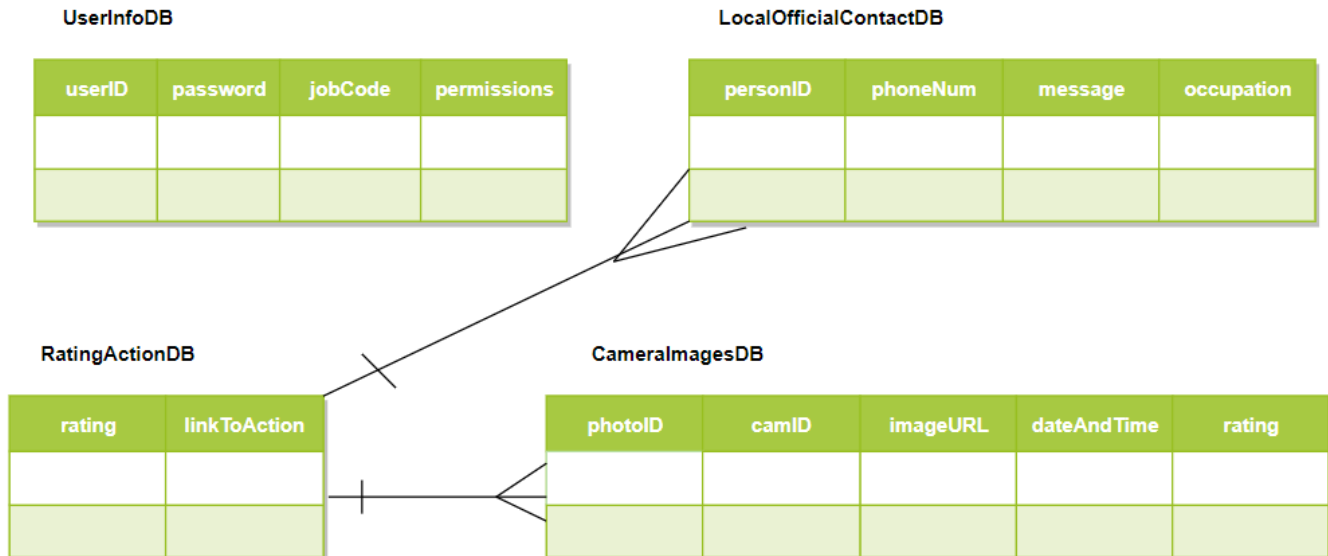 UserInfoDB
userID password jobCode permissions
LocalOfficialContactDB
personID phoneNum message occupation
RatingActionDB
rating linkToAction
CameraImagesDB
photoID camID imageURL dateAndTime rating